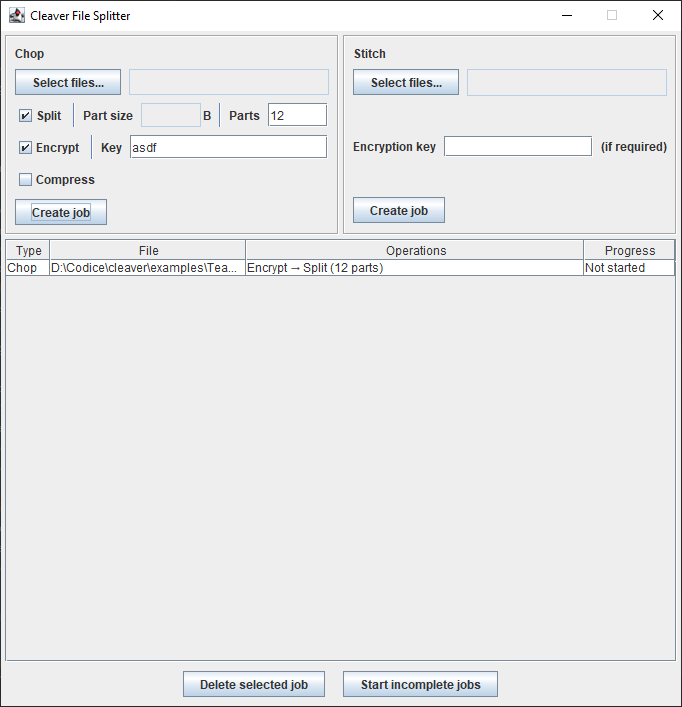 Cleaver File Splitter
Chop
Select files...
Split Part size B Parts 12
Encrypt Key asdf
Compress
Create job
Stitch
Select files...
Encryption key (if required)
Create job
Type File Operations Progress
Chop D:\Codice\cleaver\examples\Tea... Encrypt → Split (12 parts) Not started
Delete selected job Start incomplete jobs